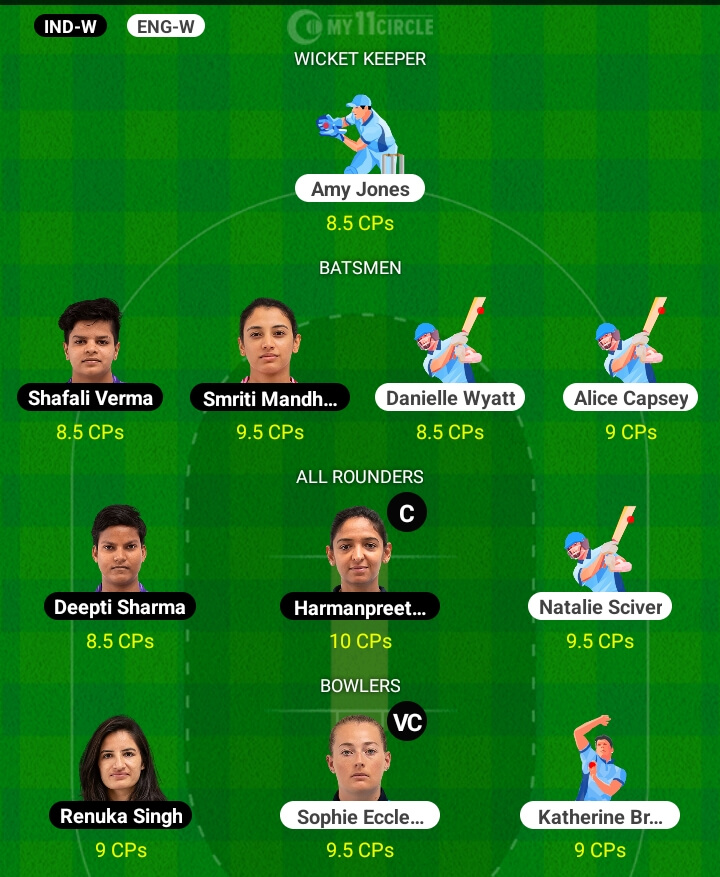 IND-W ENG-W MY11CIRCLE
WICKET KEEPER
Amy Jones
8.5 CPs
BATSMEN
Shafali Verma Smriti Mandh... Danielle Wyatt Alice Capsey
8.5 CPs 9.5 CPs 8.5 CPs 9 CPs
ALL ROUNDERS
C
Deepti Sharma Harmanpreet... Natalie Sciver
8.5 CPs 10 CPs 9.5 CPs
BOWLERS
VC
Renuka Singh Sophie Eccle... Katherine Br...
9 CPs 9.5 CPs 9 CPs